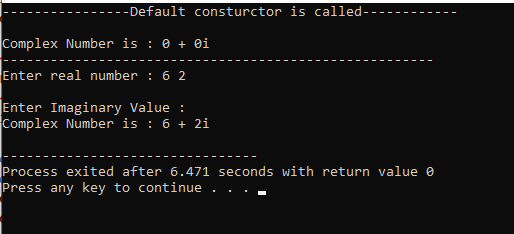 ----------------Default consturctor is called------------
Complex Number is : 0 + 0i
------------------------------------------------------
Enter real number : 6 2
Enter Imaginary Value :
Complex Number is : 6 + 2i
--------------------------------
Process exited after 6.471 seconds with return value 0
Press any key to continue . . .